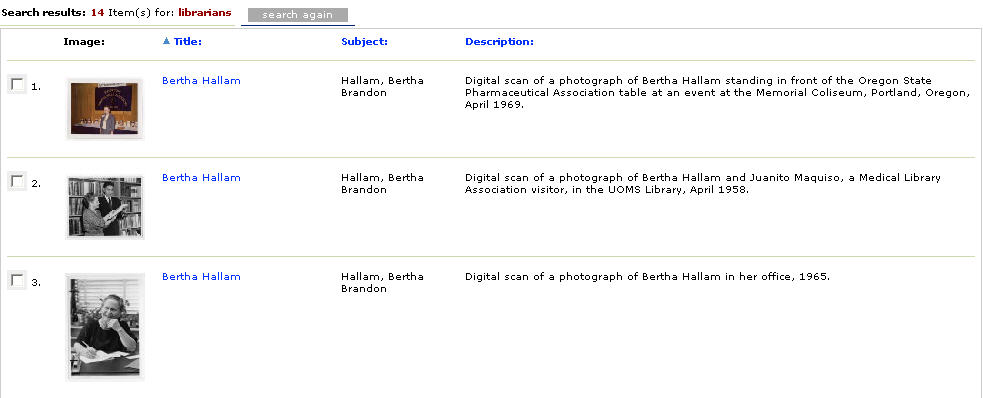 Search results: 14 Item(s) for: librarians search again
Image: Title: Subject: Description:
1. Bertha Hallam Hallam, Bertha Digital scan of a photograph of Bertha Hallam standing in front of the Oregon State
Brandon Pharmaceutical Association table at an event at the Memorial Coliseum, Portland, Oregon,
April 1969.
2. Bertha Hallam Hallam, Bertha Digital scan of a photograph of Bertha Hallam and Juanito Maquiso, a Medical Library
Brandon Association visitor, in the UOMS Library, April 1958.
3. Bertha Hallam Hallam, Bertha Digital scan of a photograph of Bertha Hallam in her office, 1965.
Brandon